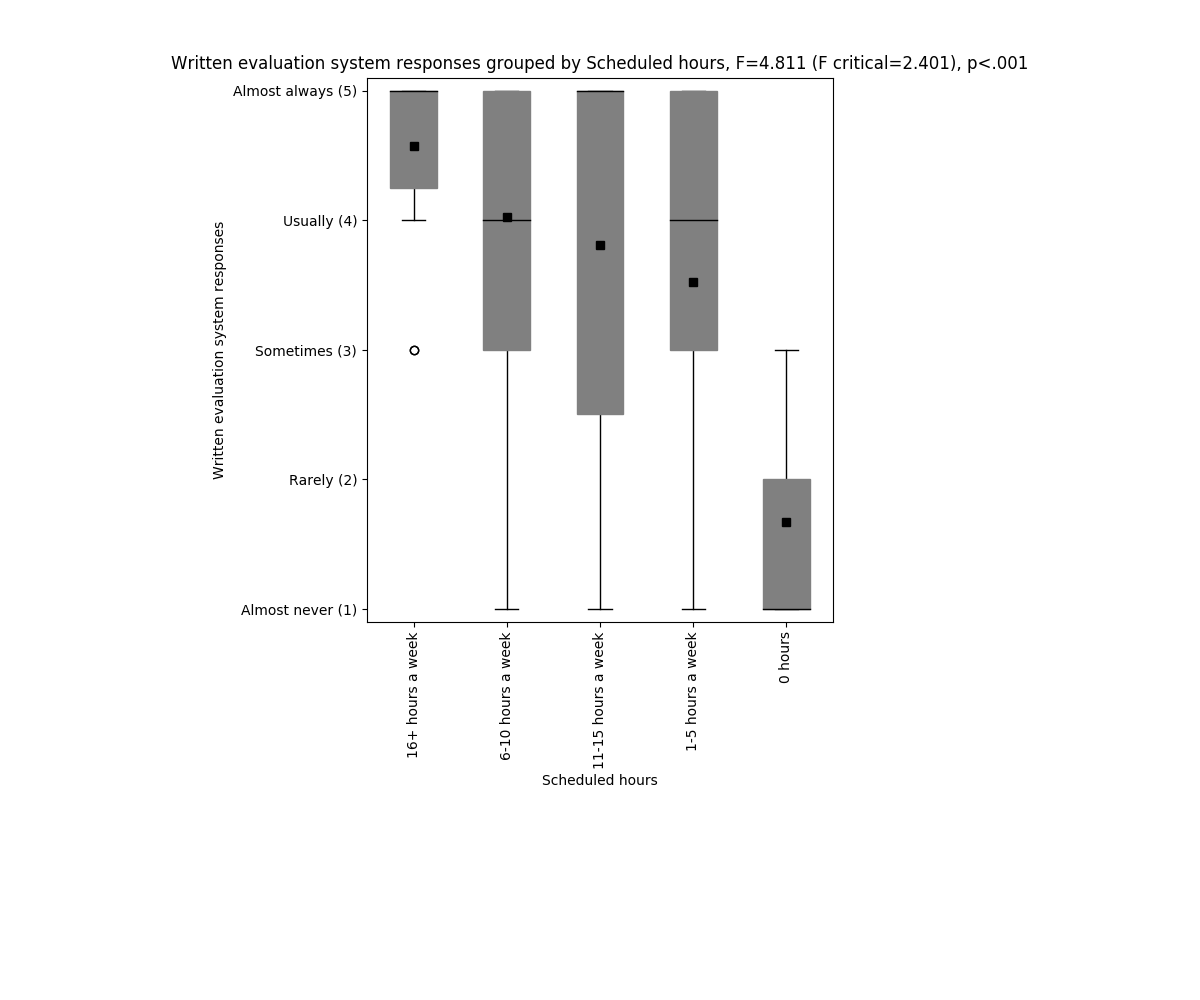 Written evaluation system responses grouped by Scheduled hours, F=4.811 (F critical=2.401), p<.001
Almost always (5)
Usually (4)
Sometimes (3)
Rarely (2)
Almost never (1)
Written evaluation system responses
16+ hours a week
6-10 hours a week
11-15 hours a week
1-5 hours a week
0 hours
Scheduled hours